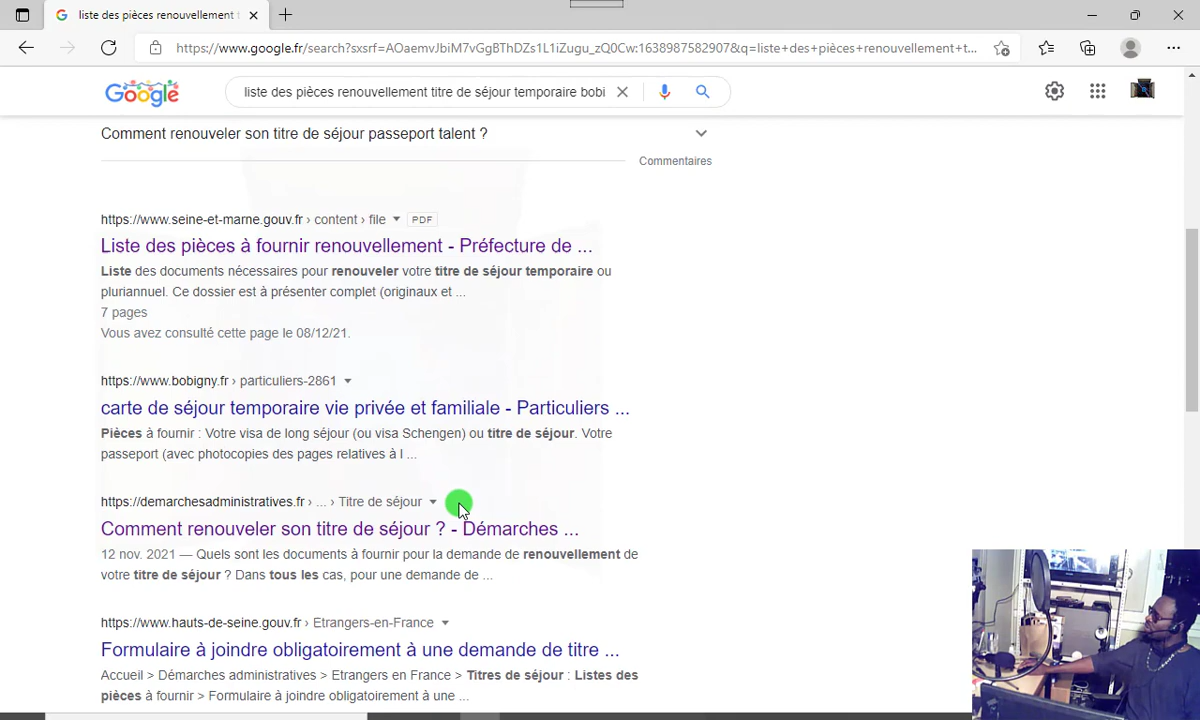 liste des pièces renouvellement t
https://www.google.fr/search?sxsrf=AOaemvJbiM7vGgBThDZs1L1iZugu_zQ0Cw:1638987582907&q=liste+des+pièces+renouvellement+t...
Google
liste des pièces renouvellement titre de séjour temporaire bobi
Comment renouveler son titre de séjour passeport talent ?
Commentaires
https://www.seine-et-marne.gouv.fr › content › file PDF
Liste des pièces à fournir renouvellement - Préfecture de ...
Liste des documents nécessaires pour renouveler votre titre de séjour temporaire ou
pluriannuel. Ce dossier est à présenter complet (originaux et ...
7 pages
Vous avez consulté cette page le 08/12/21.
https://www.bobigny.fr › particuliers-2861
carte de séjour temporaire vie privée et familiale - Particuliers ...
Pièces à fournir : Votre visa de long séjour (ou visa Schengen) ou titre de séjour. Votre
passeport (avec photocopies des pages relatives à l ...
https://demarchesadministratives.fr › ... › Titre de séjour
Comment renouveler son titre de séjour ? - Démarches ...
12 nov. 2021 — Quels sont les documents à fournir pour la demande de renouvellement de
votre titre de séjour ? Dans tous les cas, pour une demande de ...
https://www.hauts-de-seine.gouv.fr › Etrangers-en-France
Formulaire à joindre obligatoirement à une demande de titre ...
Accueil > Démarches administratives > Etrangers en France > Titres de séjour : Listes des
pièces à fournir > Formulaire à joindre obligatoirement à une ...